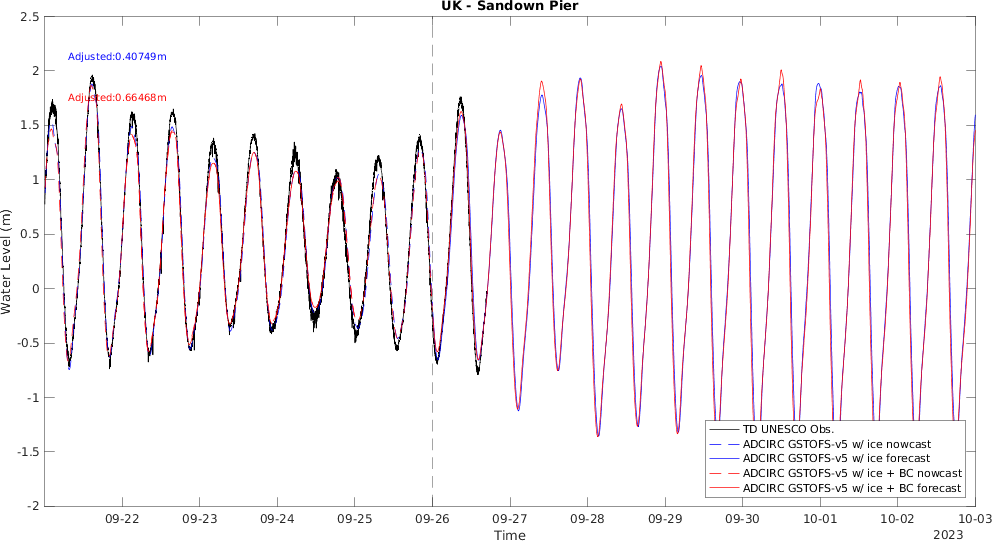 UK - Sandown Pier
Adjusted:0.40749m
Adjusted:0.66468m
Water Level (m)
2.5
2
1.5
1
0.5
0
-0.5
-1
-1.5
-2
TD UNESCO Obs.
ADCIRC GSTOFS-v5 w/ ice nowcast
ADCIRC GSTOFS-v5 w/ ice forecast
ADCIRC GSTOFS-v5 w/ ice + BC nowcast
ADCIRC GSTOFS-v5 w/ ice + BC forecast
09-22 09-23 09-24 09-25 09-26 09-27 09-28 09-29 09-30 10-01 10-02 10-03
Time
2023